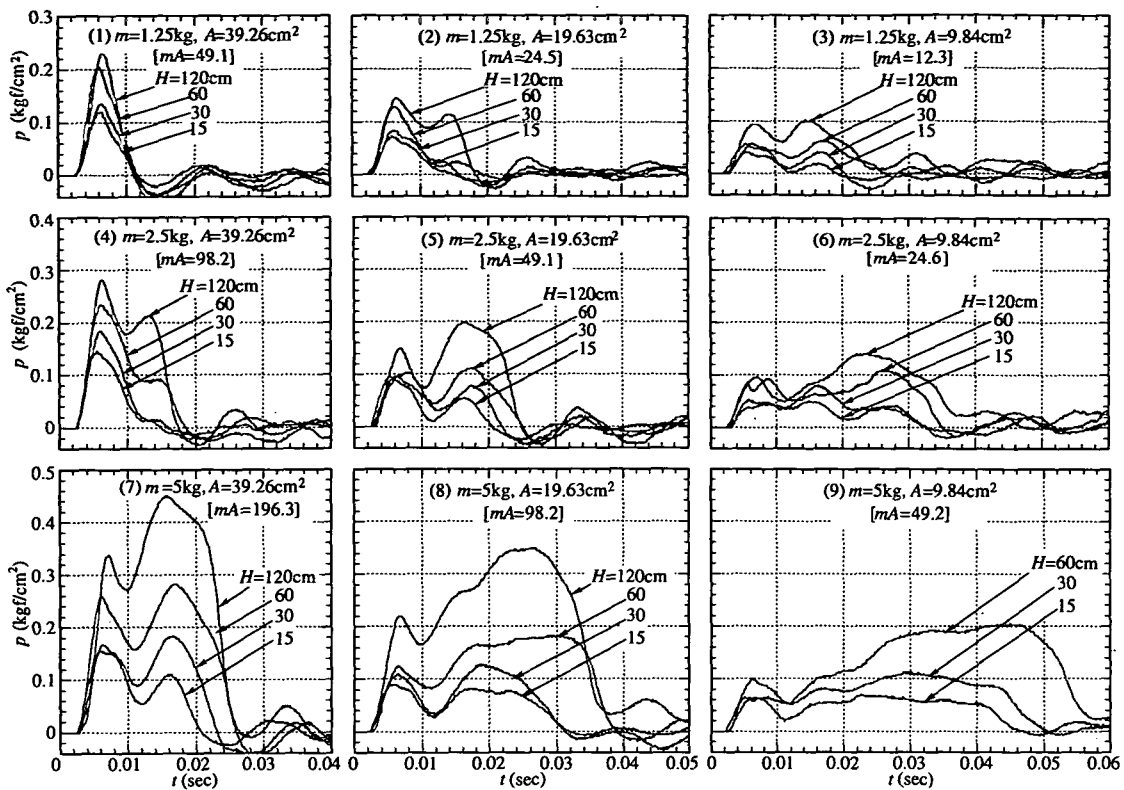 (1) m=1.25kg, A=39.26cm²
[mA=49.1]
H=120cm
60
30
15
0.3
0.2
0.1
0
p (kgf/cm²)
(2) m=1.25kg, A=19.63cm²
[mA=24.5]
H=120cm
60
30
15
(3) m=1.25kg, A=9.84cm²
[mA=12.3]
H=120cm
60
30
15
(4) m=2.5kg, A=39.26cm²
[mA=98.2]
H=120cm
60
30
15
0.4
0.3
0.2
0.1
0
p (kgf/cm²)
(5) m=2.5kg, A=19.63cm²
[mA=49.1]
H=120cm
60
30
15
(6) m=2.5kg, A=9.84cm²
[mA=24.6]
H=120cm
60
30
15
(7) m=5kg, A=39.26cm²
[mA=196.3]
H=120cm
60
30
15
0.5
0.4
0.3
0.2
0.1
0
p (kgf/cm²)
0 0.01 0.02 0.03 0.04
t (sec)
(8) m=5kg, A=19.63cm²
[mA=98.2]
H=120cm
60
30
15
0 0.01 0.02 0.03 0.04 0.05
t (sec)
(9) m=5kg, A=9.84cm²
[mA=49.2]
H=60cm
30
15
0 0.01 0.02 0.03 0.04 0.05 0.06
t (sec)